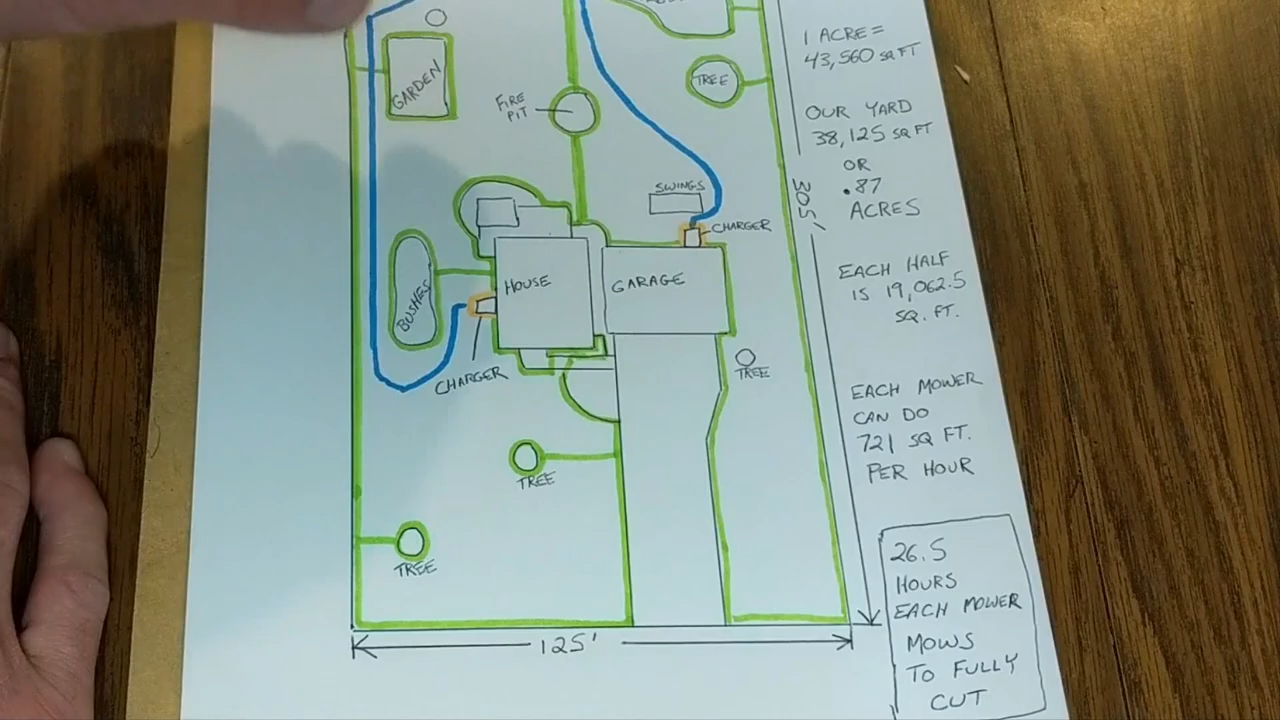 GARDEN
FIRE
PIT
TREE
SWINGS
CHARGER
HOUSE
GARAGE
BUSHES
CHARGER
TREE
TREE
TREE
125'
305'
1 ACRE =
43,560 SQ FT
OUR YARD
38,125 SQ FT
OR
.87
ACRES
EACH HALF
IS 19,062.5
SQ. FT.
EACH MOWER
CAN DO
721 SQ FT.
PER HOUR
26.5
HOURS
EACH MOWER
MOWS
TO FULLY
CUT